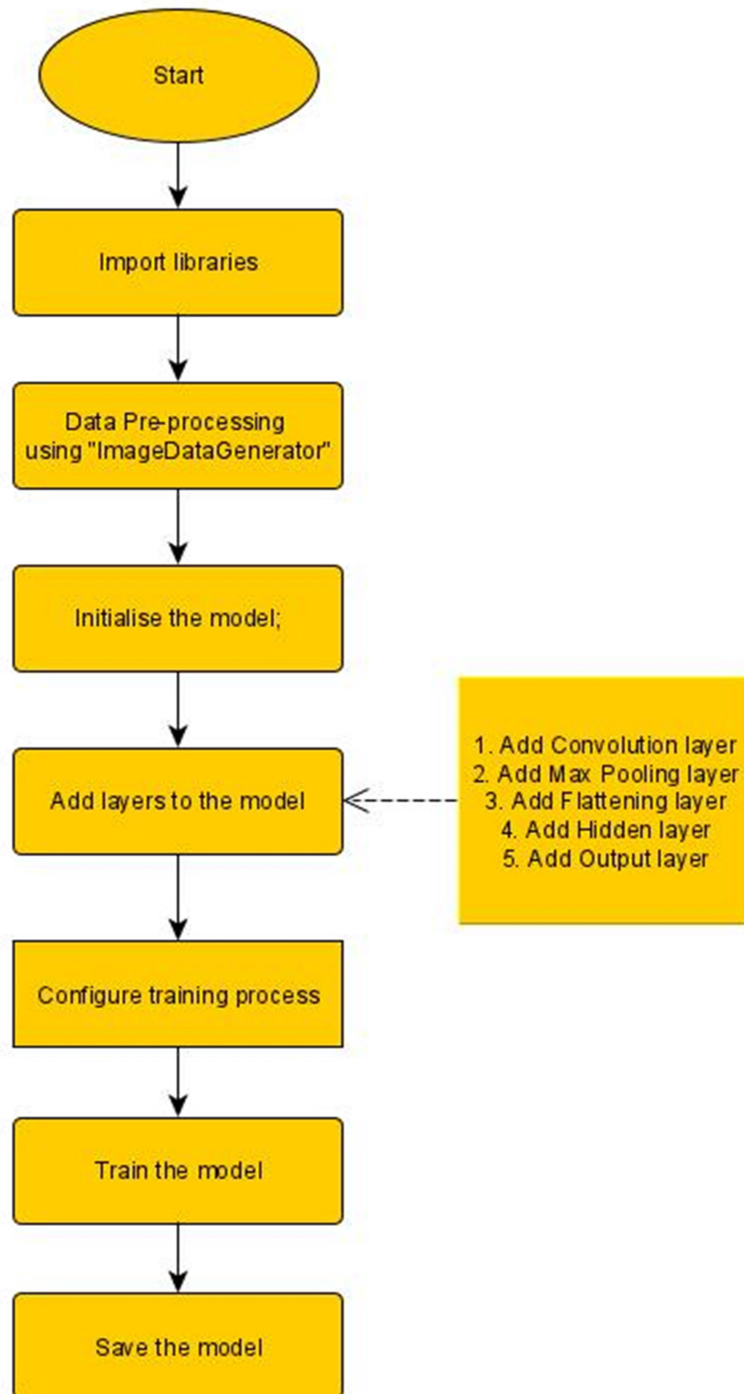 Start
Import libraries
Data Pre-processing
using "ImageDataGenerator"
Initialise the model;
Add layers to the model
1. Add Convolution layer
2. Add Max Pooling layer
3. Add Flattening layer
4. Add Hidden layer
5. Add Output layer
Configure training process
Train the model
Save the model